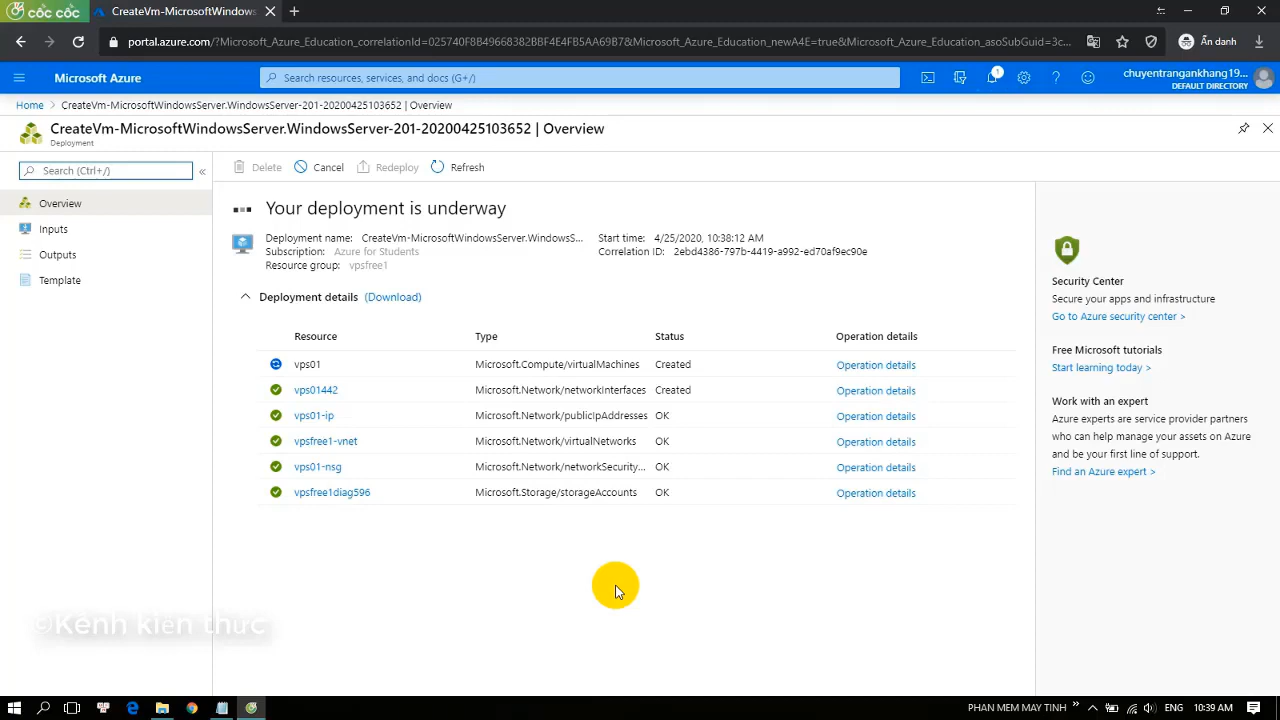 cốc cốc
CreateVm-MicrosoftWindows
portal.azure.com/?Microsoft_Azure_Education_correlationId=025740F8B49668382BBF4E4FB5AA69B7&Microsoft_Azure_Education_newA4E=true&Microsoft_Azure_Education_asoSubGuid=3c...
Ẩn danh
Microsoft Azure
Search resources, services, and docs (G+/)
1
chuyentrangankhang19...
DEFAULT DIRECTORY
Home > CreateVm-MicrosoftWindowsServer.WindowsServer-201-20200425103652 | Overview
CreateVm-MicrosoftWindowsServer.WindowsServer-201-20200425103652 | Overview
Deployment
Search (Ctrl+/)
«
Delete Cancel Redeploy Refresh
Overview
Inputs
Outputs
Template
Your deployment is underway
Deployment name: CreateVm-MicrosoftWindowsServer.WindowsS...
Subscription: Azure for Students
Resource group: vpsfree1
Start time: 4/25/2020, 10:38:12 AM
Correlation ID: 2ebd4386-797b-4419-a992-ed70af9ec90e
Deployment details (Download)
Resource Type Status Operation details
vps01 Microsoft.Compute/virtualMachines Created Operation details
vps01442 Microsoft.Network/networkInterfaces Created Operation details
vps01-ip Microsoft.Network/publicIpAddresses OK Operation details
vpsfree1-vnet Microsoft.Network/virtualNetworks OK Operation details
vps01-nsg Microsoft.Network/networkSecurity... OK Operation details
vpsfree1diag596 Microsoft.Storage/storageAccounts OK Operation details
Security Center
Secure your apps and infrastructure
Go to Azure security center >
Free Microsoft tutorials
Start learning today >
Work with an expert
Azure experts are service provider partners
who can help manage your assets on Azure
and be your first line of support.
Find an Azure expert >
©Kênh kiến thức
PHAN MEM MAY TINH
ENG
10:39 AM